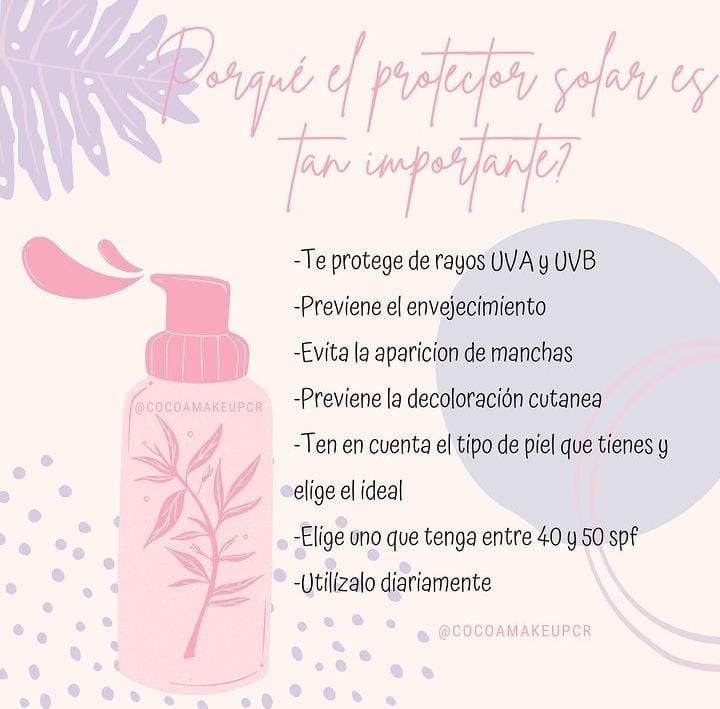 Porqué el protector solar es
tan importante?
-Te protege de rayos UVA y UVB
-Previene el envejecimiento
-Evita la aparicion de manchas
-Previene la decoloración cutanea
-Ten en cuenta el tipo de piel que tienes y
elige el ideal
-Elige uno que tenga entre 40 y 50 spf
-Utilízalo diariamente
@COCOAMAKEUPCR
@COCOAMAKEUPCR